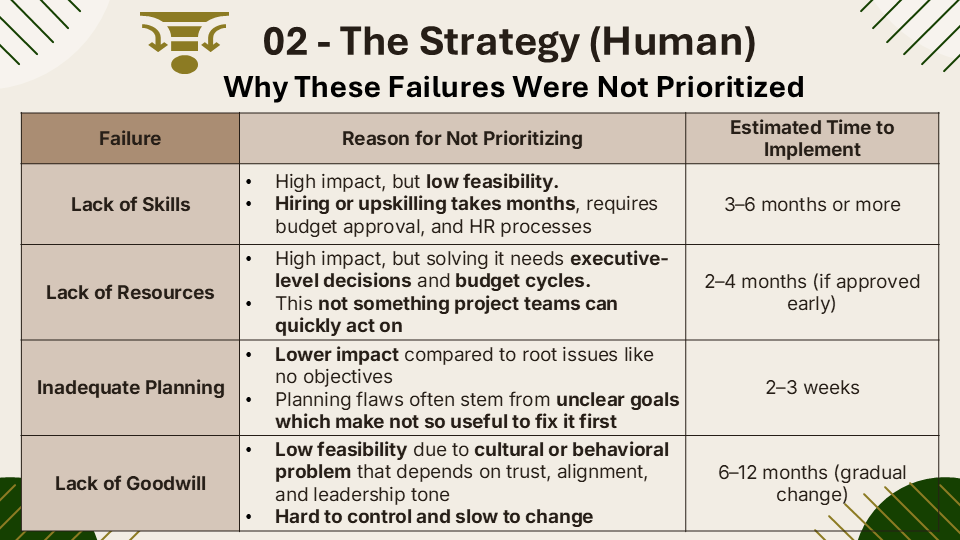 02 - The Strategy (Human)
Why These Failures Were Not Prioritized
Failure
Reason for Not Prioritizing
Estimated Time to
Implement
Lack of Skills
• High impact, but low feasibility.
• Hiring or upskilling takes months, requires
budget approval, and HR processes
3–6 months or more
Lack of Resources
• High impact, but solving it needs executive-
level decisions and budget cycles.
• This not something project teams can
quickly act on
2–4 months (if approved
early)
Inadequate Planning
• Lower impact compared to root issues like
no objectives
• Planning flaws often stem from unclear goals
which make not so useful to fix it first
2–3 weeks
Lack of Goodwill
• Low feasibility due to cultural or behavioral
problem that depends on trust, alignment,
and leadership tone
• Hard to control and slow to change
6–12 months (gradual
change)